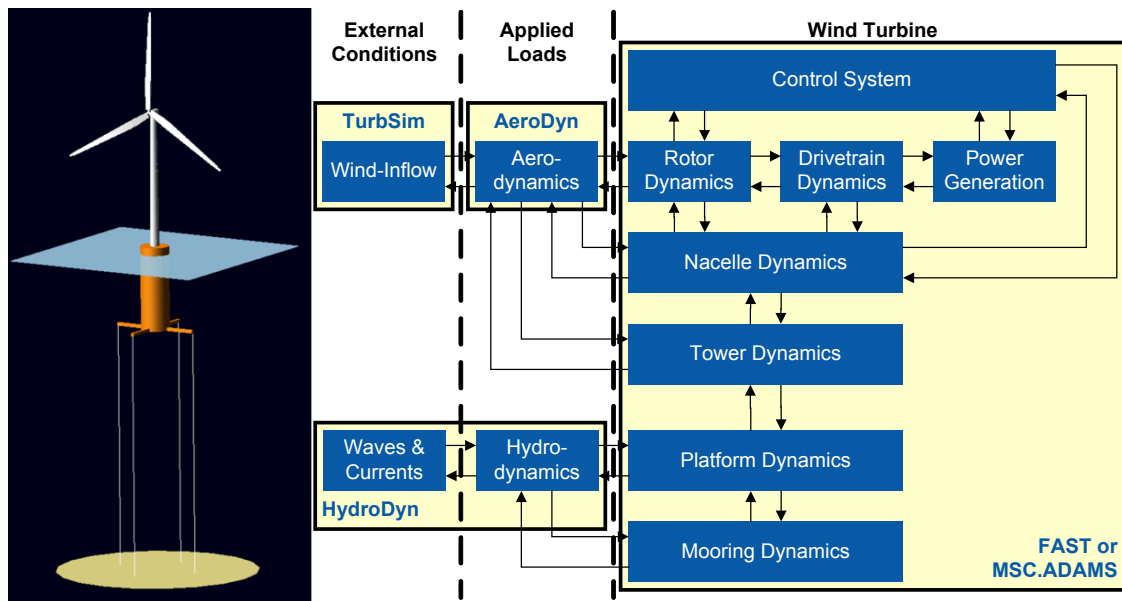 External
Conditions
Applied
Loads
Wind Turbine
Control System
TurbSim
AeroDyn
Wind-Inflow
Aero-
dynamics
Rotor
Dynamics
Drivetrain
Dynamics
Power
Generation
Nacelle Dynamics
Tower Dynamics
Waves &
Currents
Hydro-
dynamics
Platform Dynamics
HydroDyn
Mooring Dynamics
FAST or
MSC.ADAMS